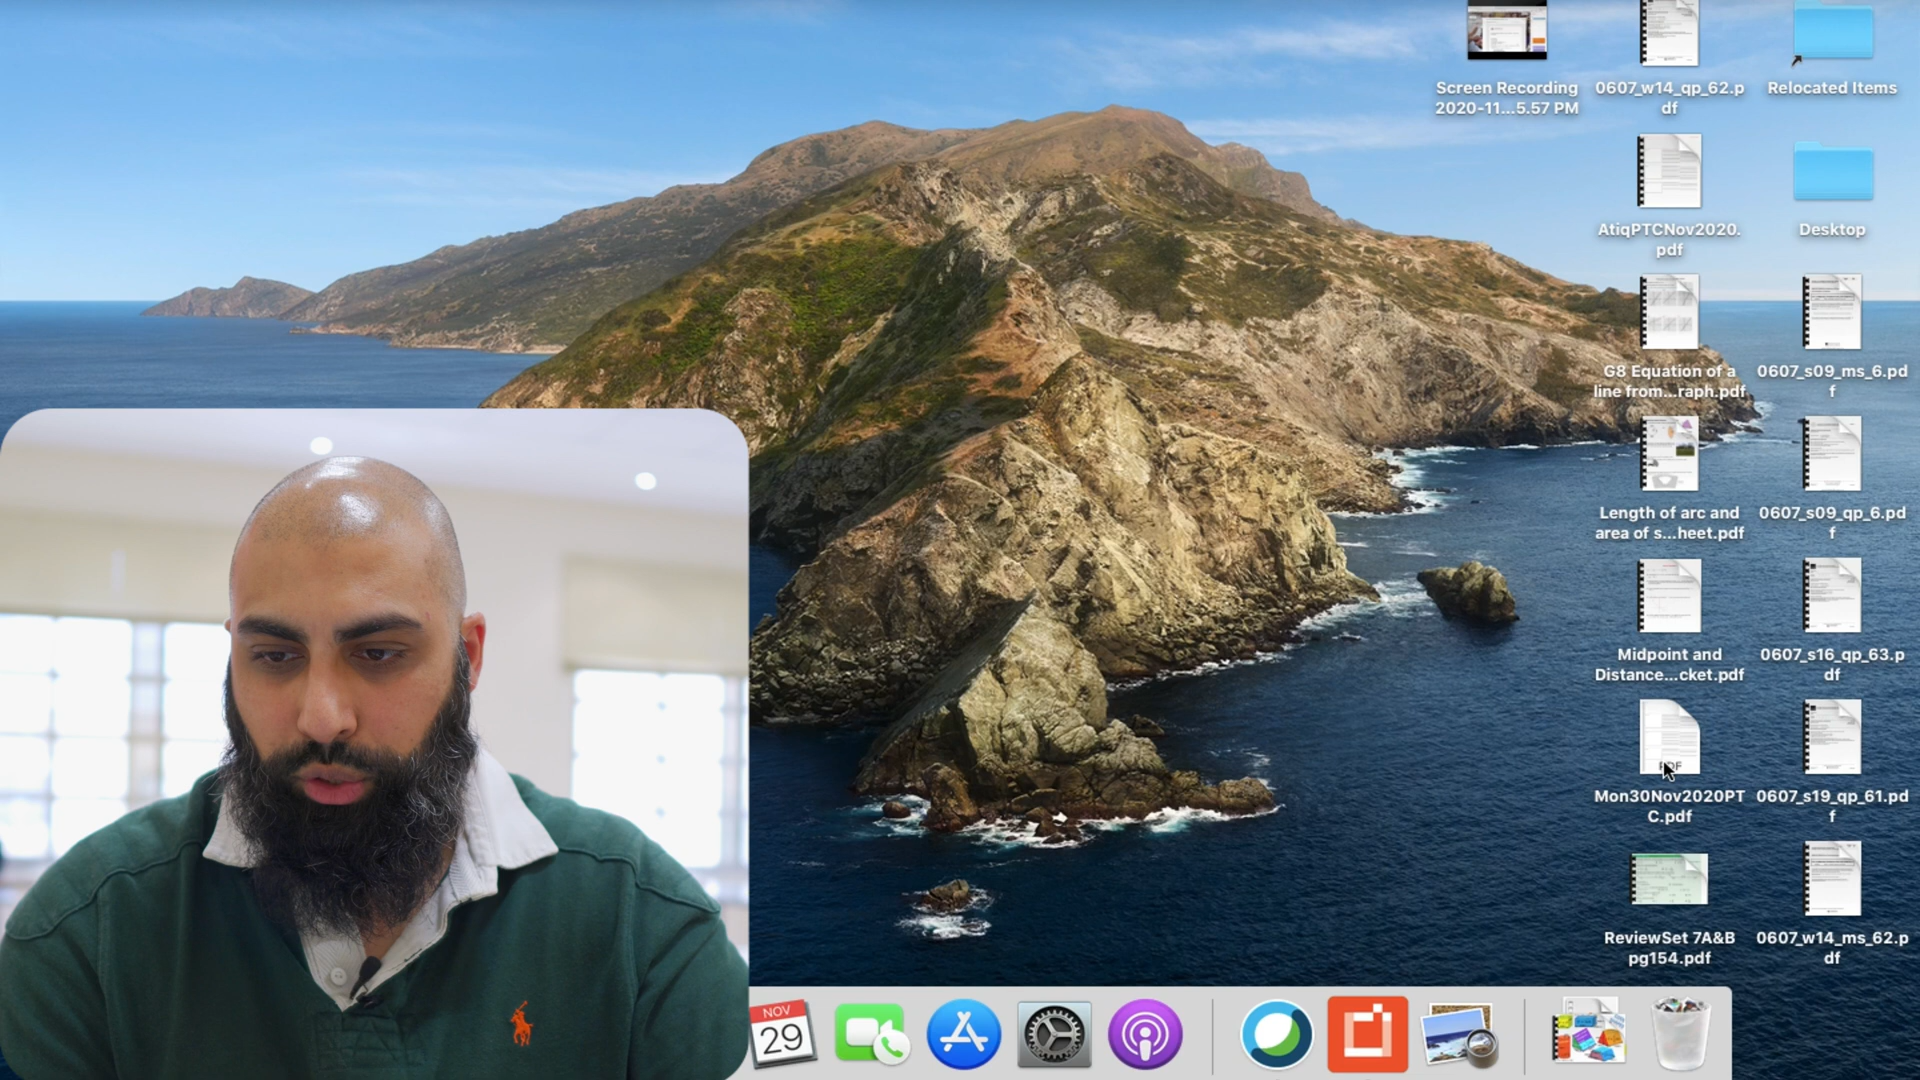 Screen Recording
2020-11...5.57 PM
0607_w14_qp_62.p
df
Relocated Items
AtiqPTCNov2020.
pdf
Desktop
G8 Equation of a
line from...raph.pdf
0607_s09_ms_6.pd
f
Length of arc and
area of s...heet.pdf
0607_s09_qp_6.pd
f
Midpoint and
Distance...cket.pdf
0607_s16_qp_63.p
df
PDF
Mon30Nov2020PT
C.pdf
0607_s19_qp_61.pd
f
ReviewSet 7A&B
pg154.pdf
0607_w14_ms_62.p
df
NOV
29